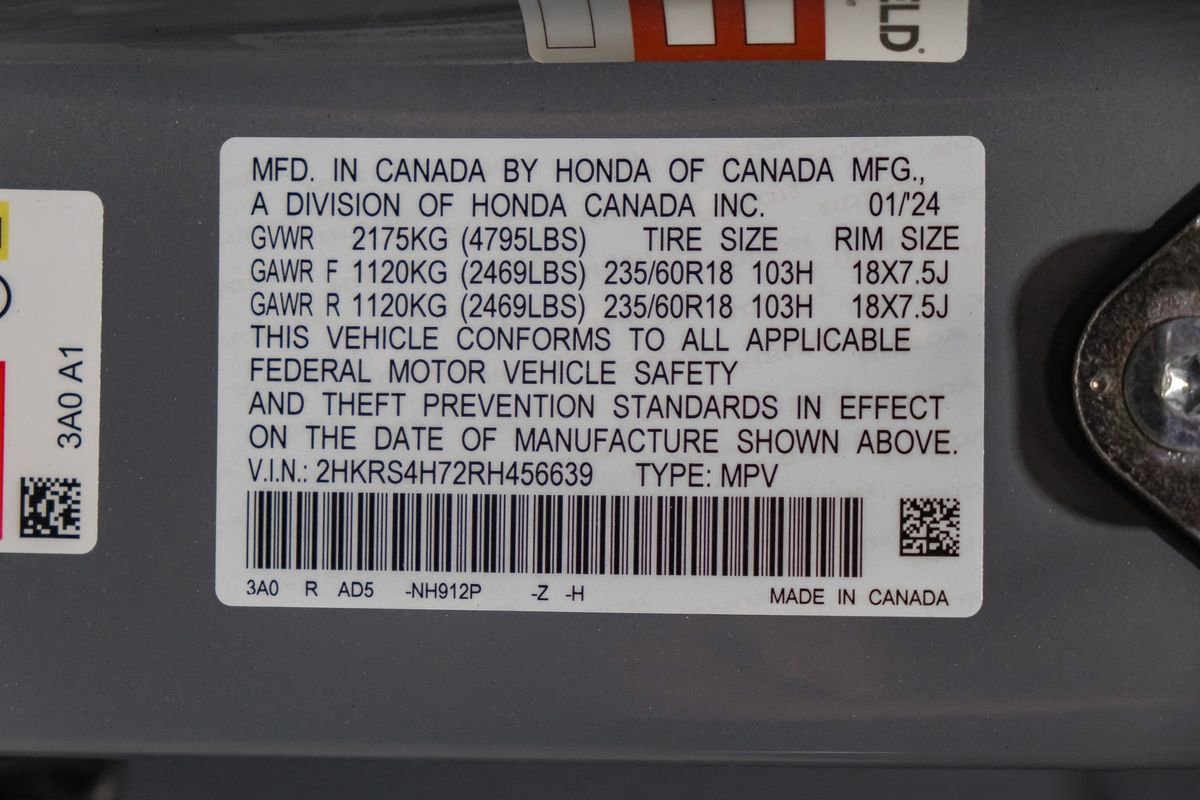 ELD
MFD. IN CANADA BY HONDA OF CANADA MFG.,
A DIVISION OF HONDA CANADA INC. 01/'24
GVWR 2175KG (4795LBS) TIRE SIZE RIM SIZE
GAWR F 1120KG (2469LBS) 235/60R18 103H 18X7.5J
GAWR R 1120KG (2469LBS) 235/60R18 103H 18X7.5J
THIS VEHICLE CONFORMS TO ALL APPLICABLE
FEDERAL MOTOR VEHICLE SAFETY
AND THEFT PREVENTION STANDARDS IN EFFECT
ON THE DATE OF MANUFACTURE SHOWN ABOVE.
V.I.N.: 2HKRS4H72RH456639 TYPE: MPV
3A0 R AD5 -NH912P -Z -H MADE IN CANADA
3A0 A1